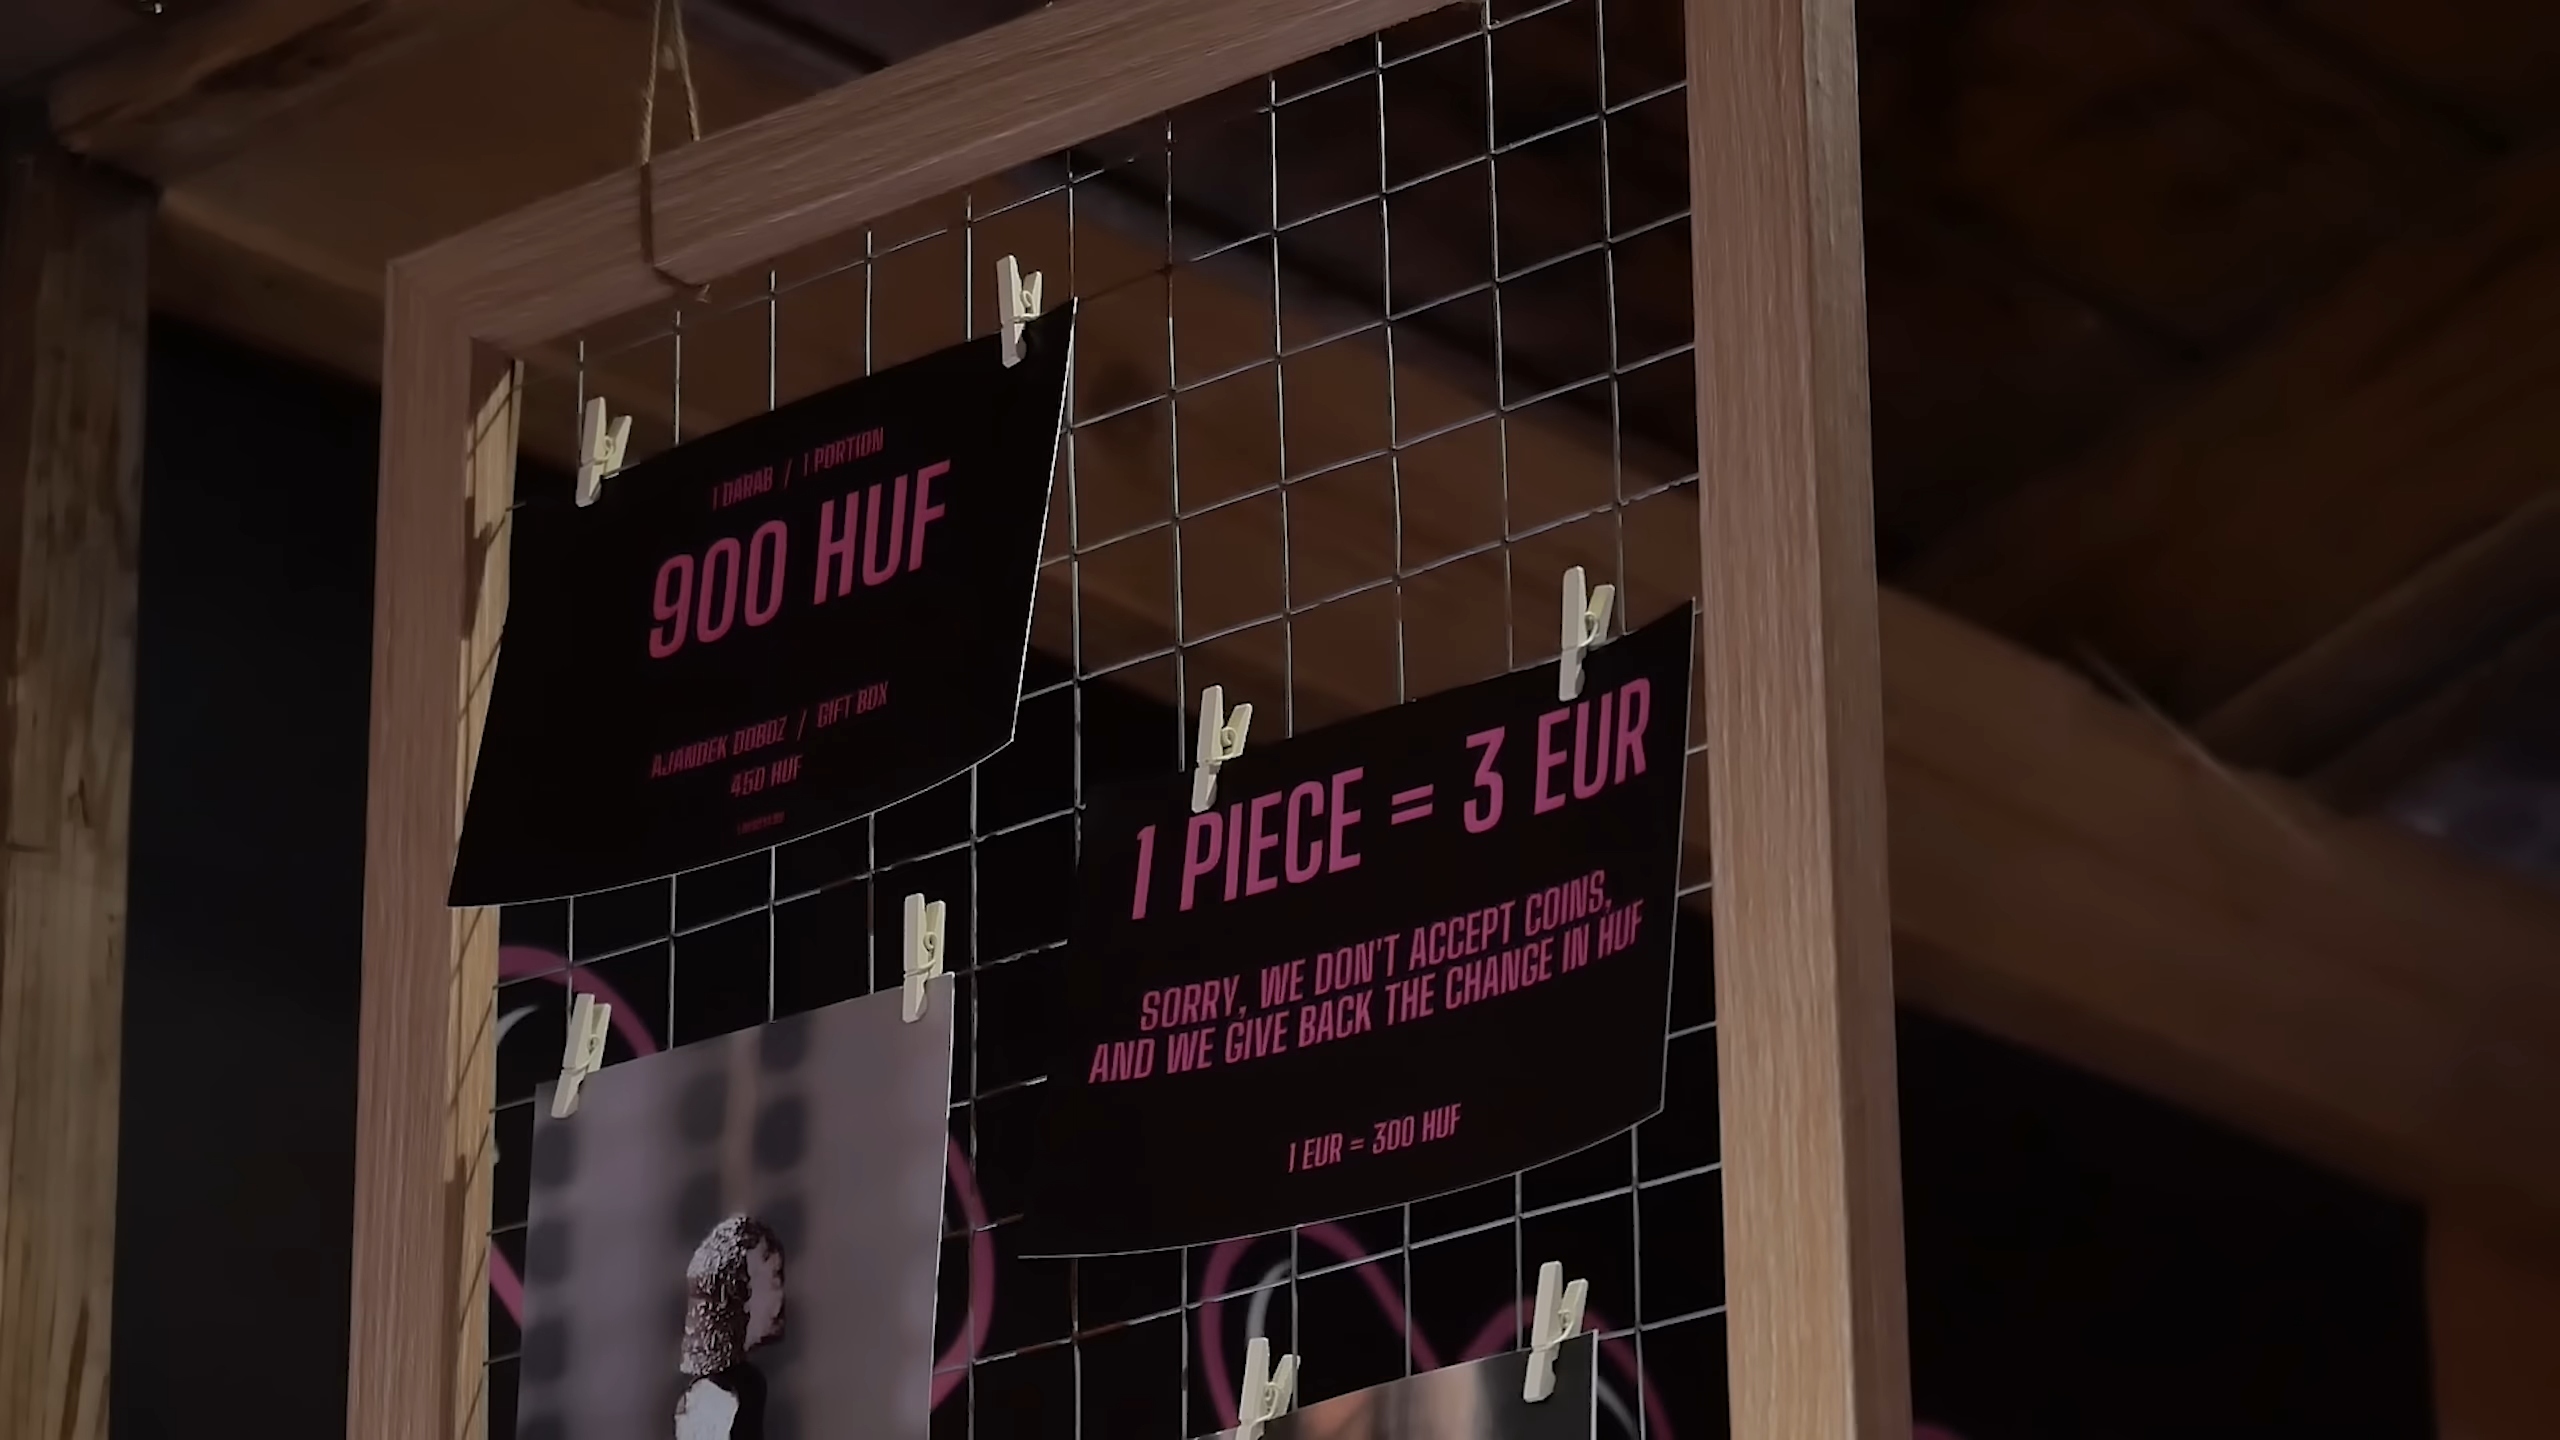 1 DARAB / 1 PORTION
900 HUF
AJANDEK DOBOZ / GIFT BOX
450 HUF
1 PIECE = 3 EUR
SORRY, WE DON'T ACCEPT COINS,
AND WE GIVE BACK THE CHANGE IN HUF
1 EUR = 300 HUF